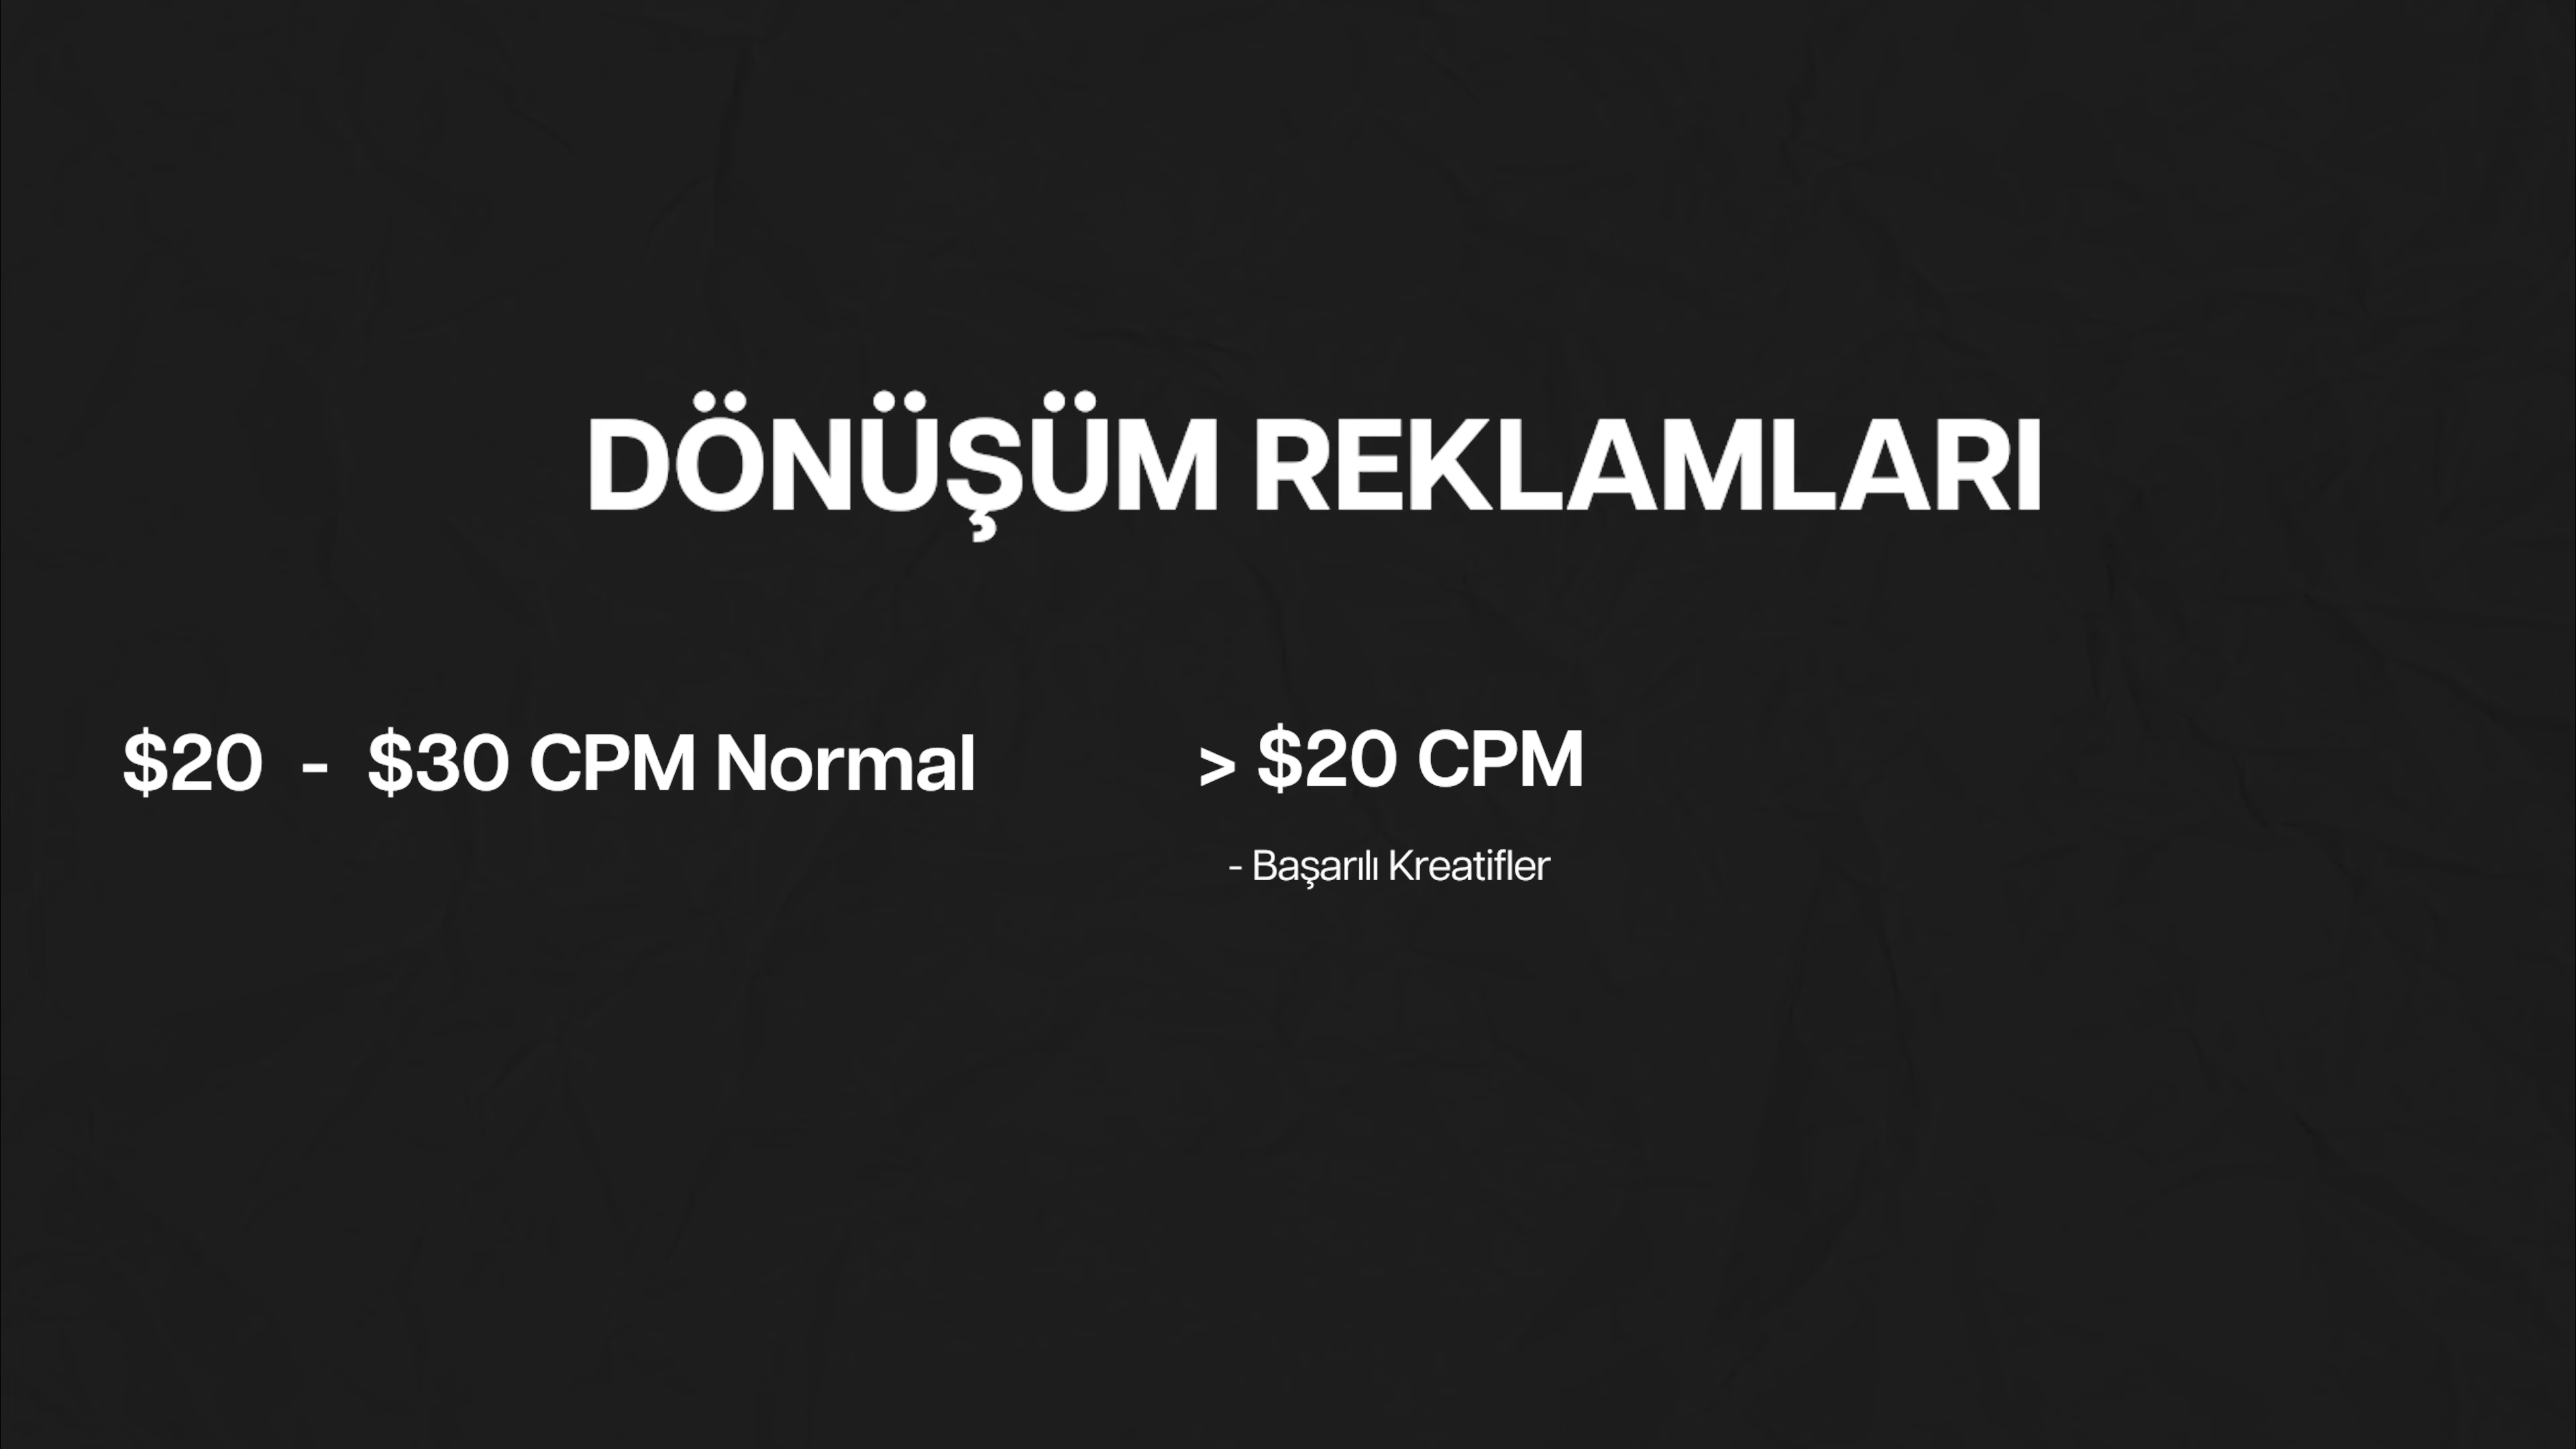 DÖNÜŞÜM REKLAMLARI
$20 - $30 CPM Normal
> $20 CPM
- Başarılı Kreatifler